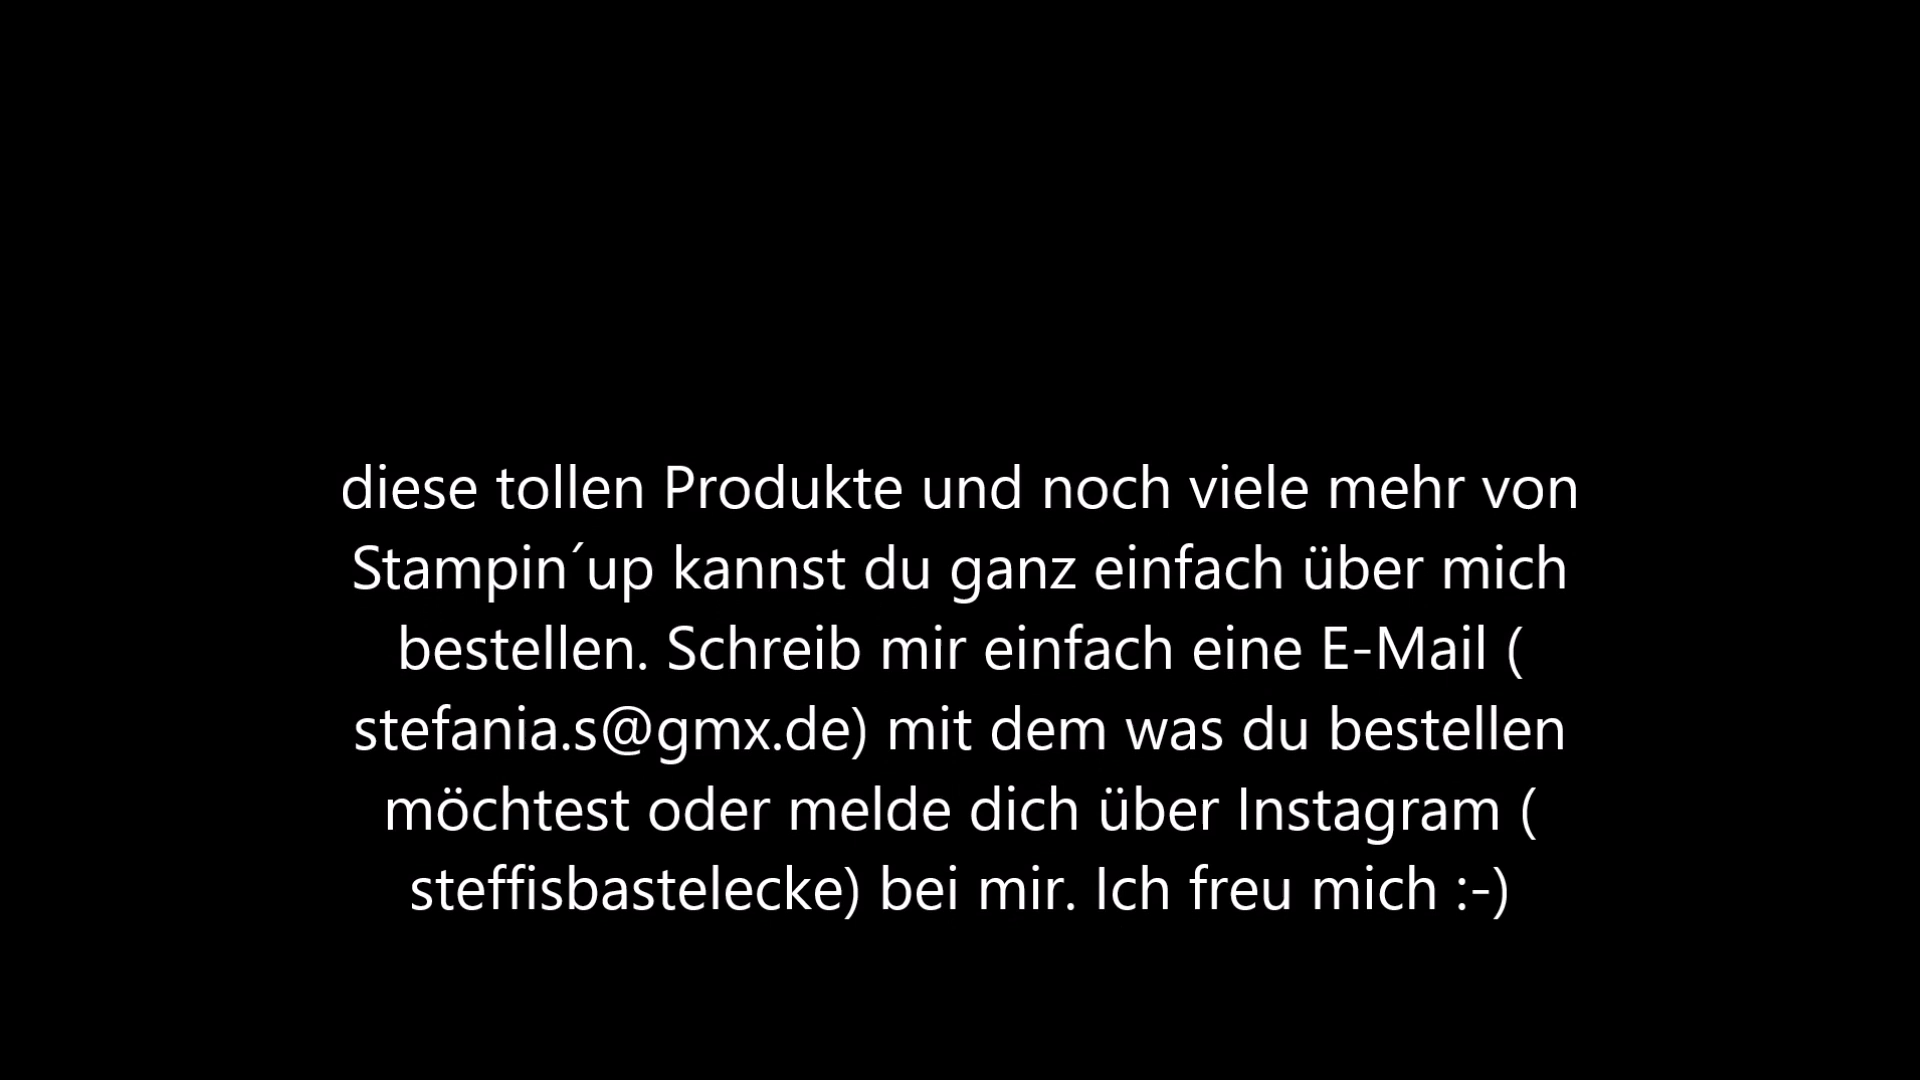 diese tollen Produkte und noch viele mehr von
Stampin´up kannst du ganz einfach über mich
bestellen. Schreib mir einfach eine E-Mail (
stefania.s@gmx.de) mit dem was du bestellen
möchtest oder melde dich über Instagram (
steffisbastelecke) bei mir. Ich freu mich :-)